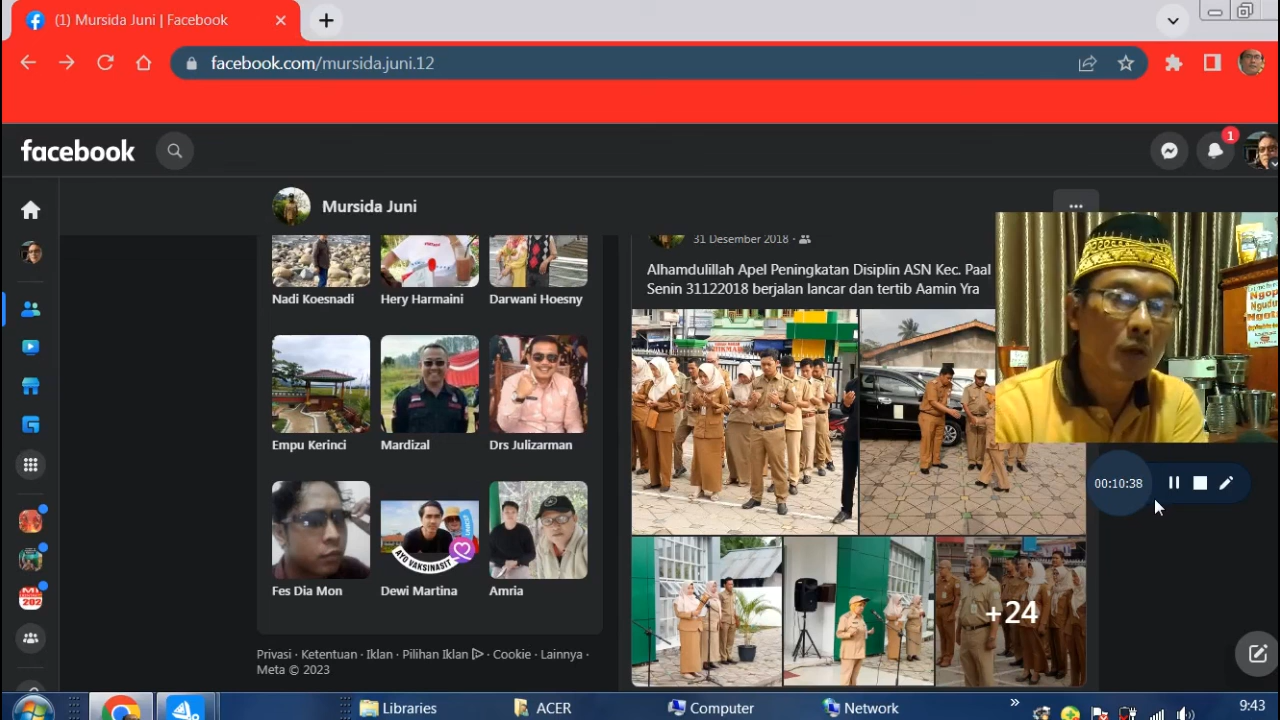 (1) Mursida Juni | Facebook
facebook.com/mursida.juni.12
facebook
1
Mursida Juni
31 Desember 2018
Alhamdulillah Apel Peningkatan Disiplin ASN Kec. Paal
Senin 31122018 berjalan lancar dan tertib Aamin Yra
Nadi Koesnadi
Hery Harmaini
Darwani Hoesny
Empu Kerinci
Mardizal
Drs Julizarman
AYO VAKSINASI!
Fes Dia Mon
Dewi Martina
Amria
+24
00:10:38
Privasi · Ketentuan · Iklan · Pilihan Iklan · Cookie · Lainnya ·
Meta © 2023
Libraries
ACER
Computer
Network
9:43